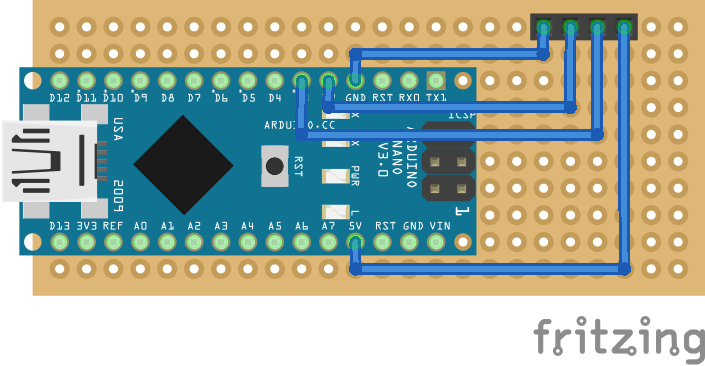 D12 D11 D10 D9 D8 D7 D6 D5 D4 GND RST RX0 TX1
ARDUINO.CC
X
ICSP
X
USA
RST
PWR
ARDUINO
NANO
V3.0
2009
L
1
D13 3V3 REF A0 A1 A2 A3 A4 A5 A6 A7 5V RST GND VIN
fritzing